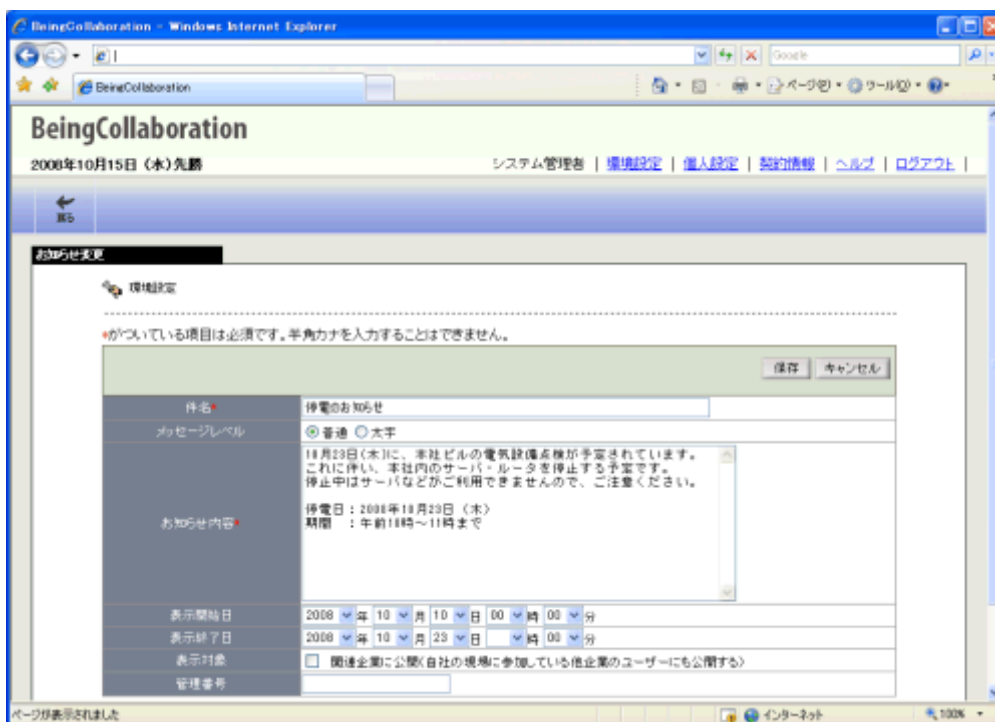 BeingCollaboration - Windows Internet Explorer
Google
BeingCollaboration
ページ(P)
ツール(O)
BeingCollaboration
2008年10月15日（水）先勝
システム管理者 | 環境設定 | 個人設定 | 契約情報 | ヘルプ | ログアウト |
戻る
お知らせ変更
環境設定
*がついている項目は必須です。半角カナを入力することはできません。
保存 キャンセル
件名* 停電のお知らせ
メッセージレベル 普通 太字
お知らせ内容*
10月23日(木)に、本社ビルの電気設備点検が予定されています。
これに伴い、本社内のサーバ・ルータを停止する予定です。
停止中はサーバなどがご利用できませんので、ご注意ください。
停電日：2008年10月23日（木）
期間　：午前10時～11時まで
表示開始日 2008 年 10 月 10 日 00 時 00 分
表示終了日 2008 年 10 月 23 日 時 00 分
表示対象 関連企業に公開(自社の現場に参加している他企業のユーザーにも公開する)
管理番号
ページが表示されました
インターネット
100%